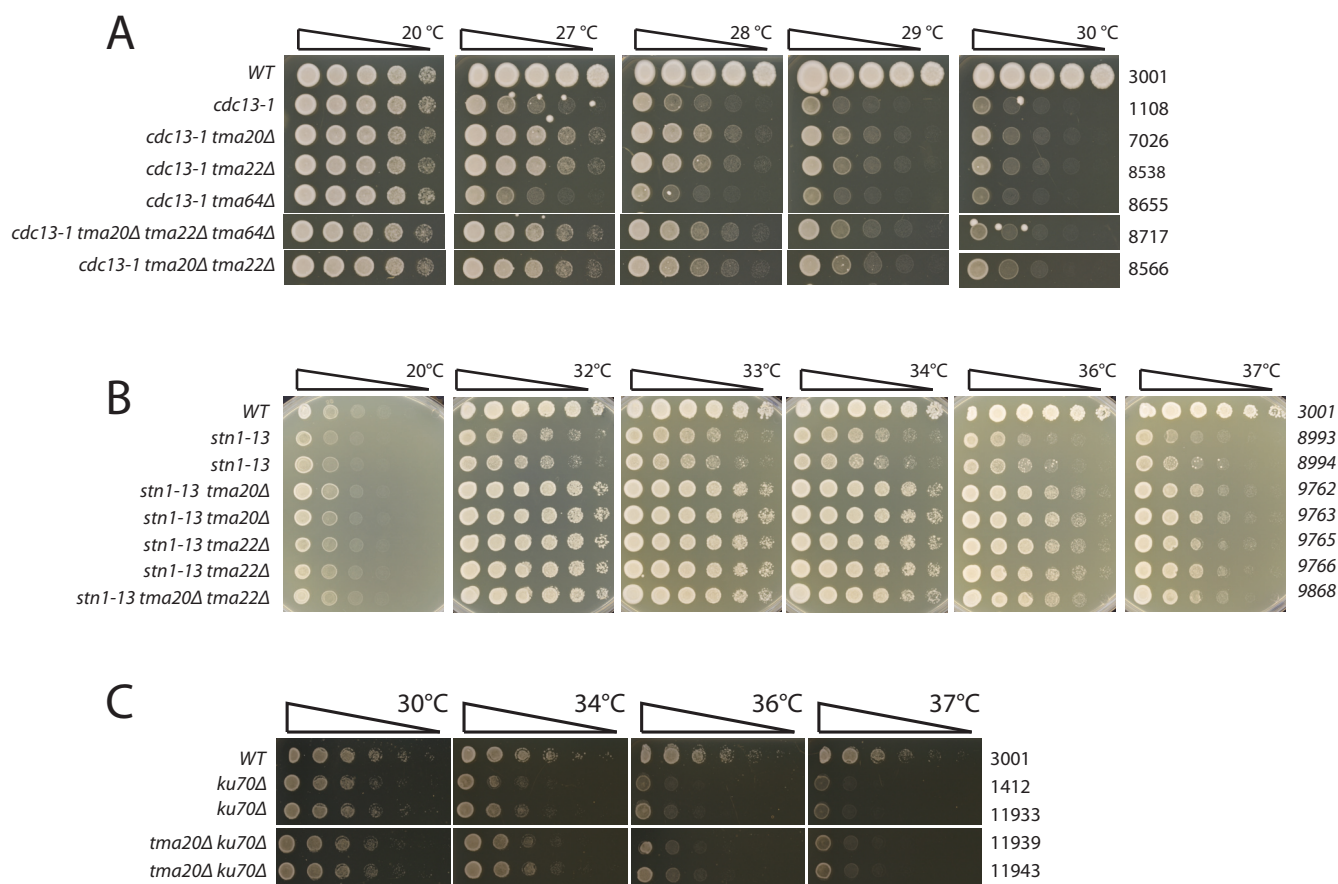 A
20 °C 27 °C 28 °C 29 °C 30 °C
WT 3001
cdc13-1 1108
cdc13-1 tma20Δ 7026
cdc13-1 tma22Δ 8538
cdc13-1 tma64Δ 8655
cdc13-1 tma20Δ tma22Δ tma64Δ 8717
cdc13-1 tma20Δ tma22Δ 8566
B
20°C 32°C 33°C 34°C 36°C 37°C
WT 3001
stn1-13 8993
stn1-13 8994
stn1-13 tma20Δ 9762
stn1-13 tma20Δ 9763
stn1-13 tma22Δ 9765
stn1-13 tma22Δ 9766
stn1-13 tma20Δ tma22Δ 9868
C
30°C 34°C 36°C 37°C
WT 3001
ku70Δ 1412
ku70Δ 11933
tma20Δ ku70Δ 11939
tma20Δ ku70Δ 11943